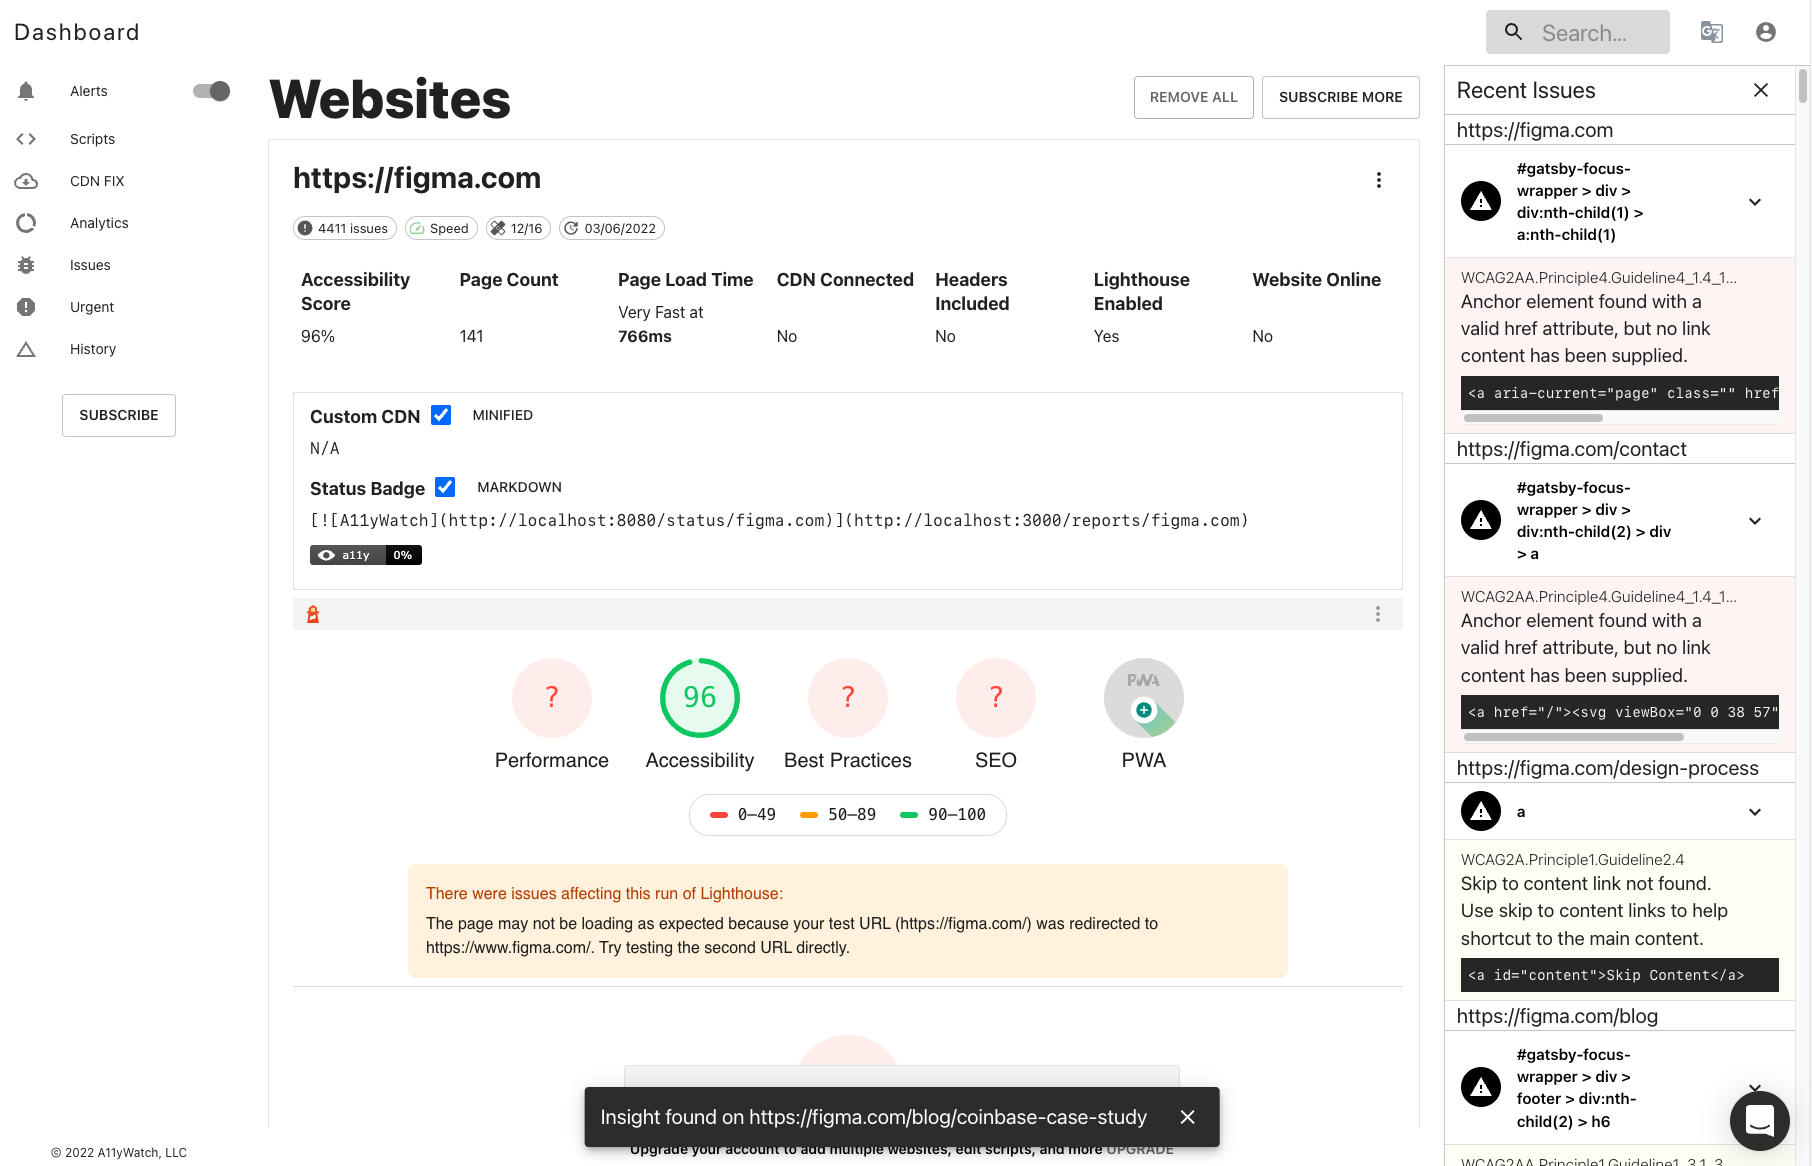 Dashboard
Search...
Alerts
Scripts
CDN FIX
Analytics
Issues
Urgent
History
SUBSCRIBE
© 2022 A11yWatch, LLC
Websites
REMOVE ALL
SUBSCRIBE MORE
https://figma.com
4411 issues
Speed
12/16
03/06/2022
Accessibility Score
96%
Page Count
141
Page Load Time
Very Fast at
766ms
CDN Connected
No
Headers Included
No
Lighthouse Enabled
Yes
Website Online
No
Custom CDN
MINIFIED
N/A
Status Badge
MARKDOWN
[![A11yWatch](http://localhost:8080/status/figma.com)](http://localhost:3000/reports/figma.com)
a11y 0%
?
Performance
96
Accessibility
?
Best Practices
?
SEO
PWA
PWA
0–49
50–89
90–100
There were issues affecting this run of Lighthouse:
The page may not be loading as expected because your test URL (https://figma.com/) was redirected to
https://www.figma.com/. Try testing the second URL directly.
Insight found on https://figma.com/blog/coinbase-case-study
Upgrade your account to add multiple websites, edit scripts, and more UPGRADE
Recent Issues
https://figma.com
#gatsby-focus-
wrapper > div >
div:nth-child(1) >
a:nth-child(1)
WCAG2AA.Principle4.Guideline4_1.4_1...
Anchor element found with a
valid href attribute, but no link
content has been supplied.
<a aria-current="page" class="" href
https://figma.com/contact
#gatsby-focus-
wrapper > div >
div:nth-child(2) > div
> a
WCAG2AA.Principle4.Guideline4_1.4_1...
Anchor element found with a
valid href attribute, but no link
content has been supplied.
<a href="/"><svg viewBox="0 0 38 57"
https://figma.com/design-process
a
WCAG2A.Principle1.Guideline2.4
Skip to content link not found.
Use skip to content links to help
shortcut to the main content.
<a id="content">Skip Content</a>
https://figma.com/blog
#gatsby-focus-
wrapper > div >
footer > div:nth-
child(2) > h6
WCAG2AA.Principle1.Guideline1_3.1_3